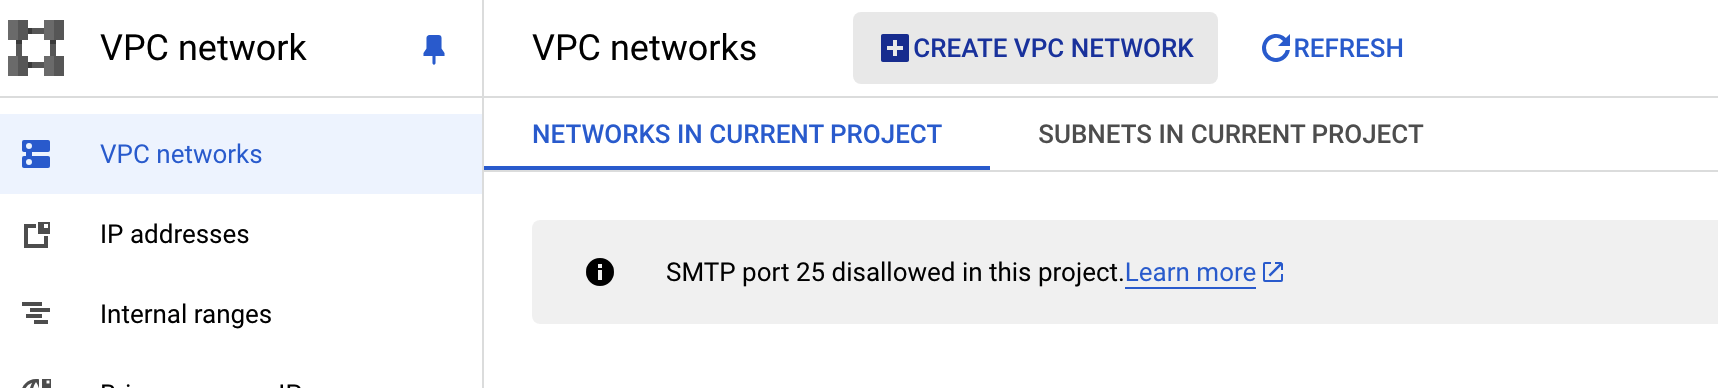 VPC network
VPC networks
CREATE VPC NETWORK
REFRESH
VPC networks
IP addresses
Internal ranges
NETWORKS IN CURRENT PROJECT
SUBNETS IN CURRENT PROJECT
SMTP port 25 disallowed in this project. Learn more